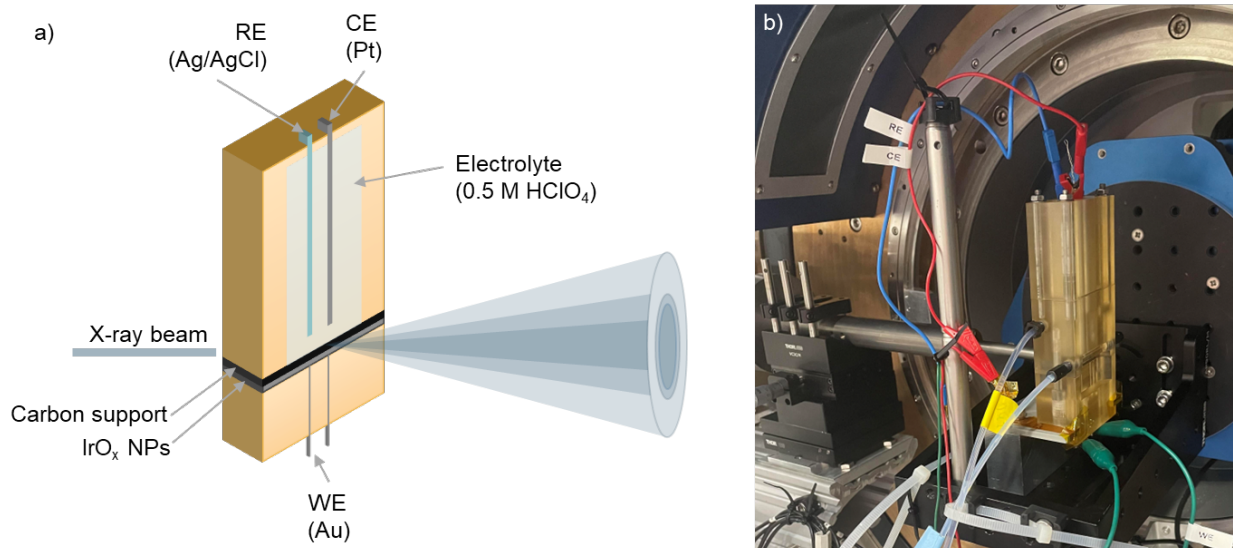 a)
RE
(Ag/AgCl)
CE
(Pt)
Electrolyte
(0.5 M HClO₄)
X-ray beam
Carbon support
IrOₓ NPs
WE
(Au)
b)
RE
CE
WE